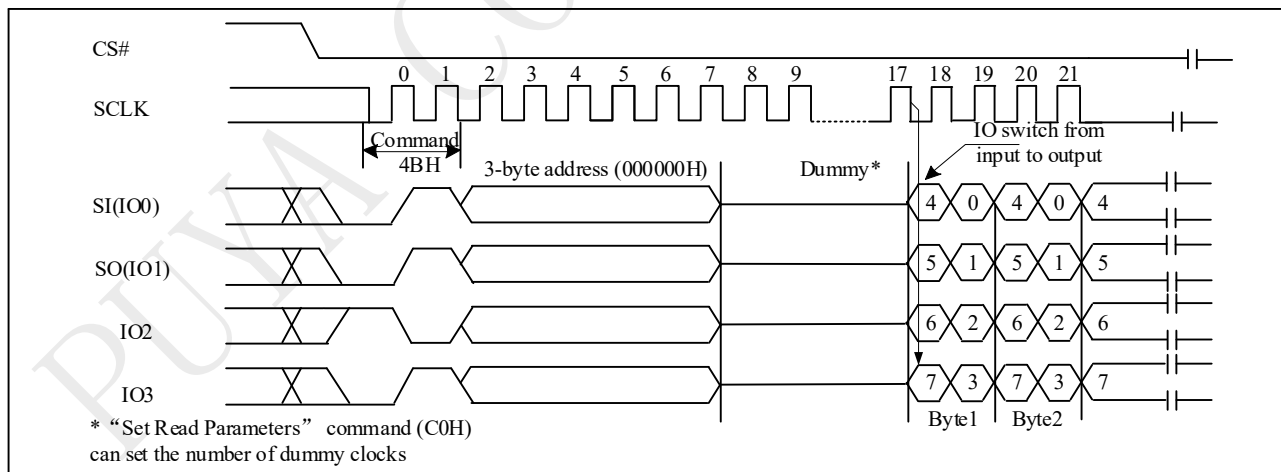 PUYA CO
CS#
0 1 2 3 4 5 6 7 8 9 17 18 19 20 21
SCLK
Command
4BH
IO switch from
input to output
3-byte address (000000H)
Dummy*
SI(IO0)
4 0 4 0 4
SO(IO1)
5 1 5 1 5
IO2
6 2 6 2 6
IO3
7 3 7 3 7
Byte1 Byte2
* “Set Read Parameters” command (C0H)
can set the number of dummy clocks